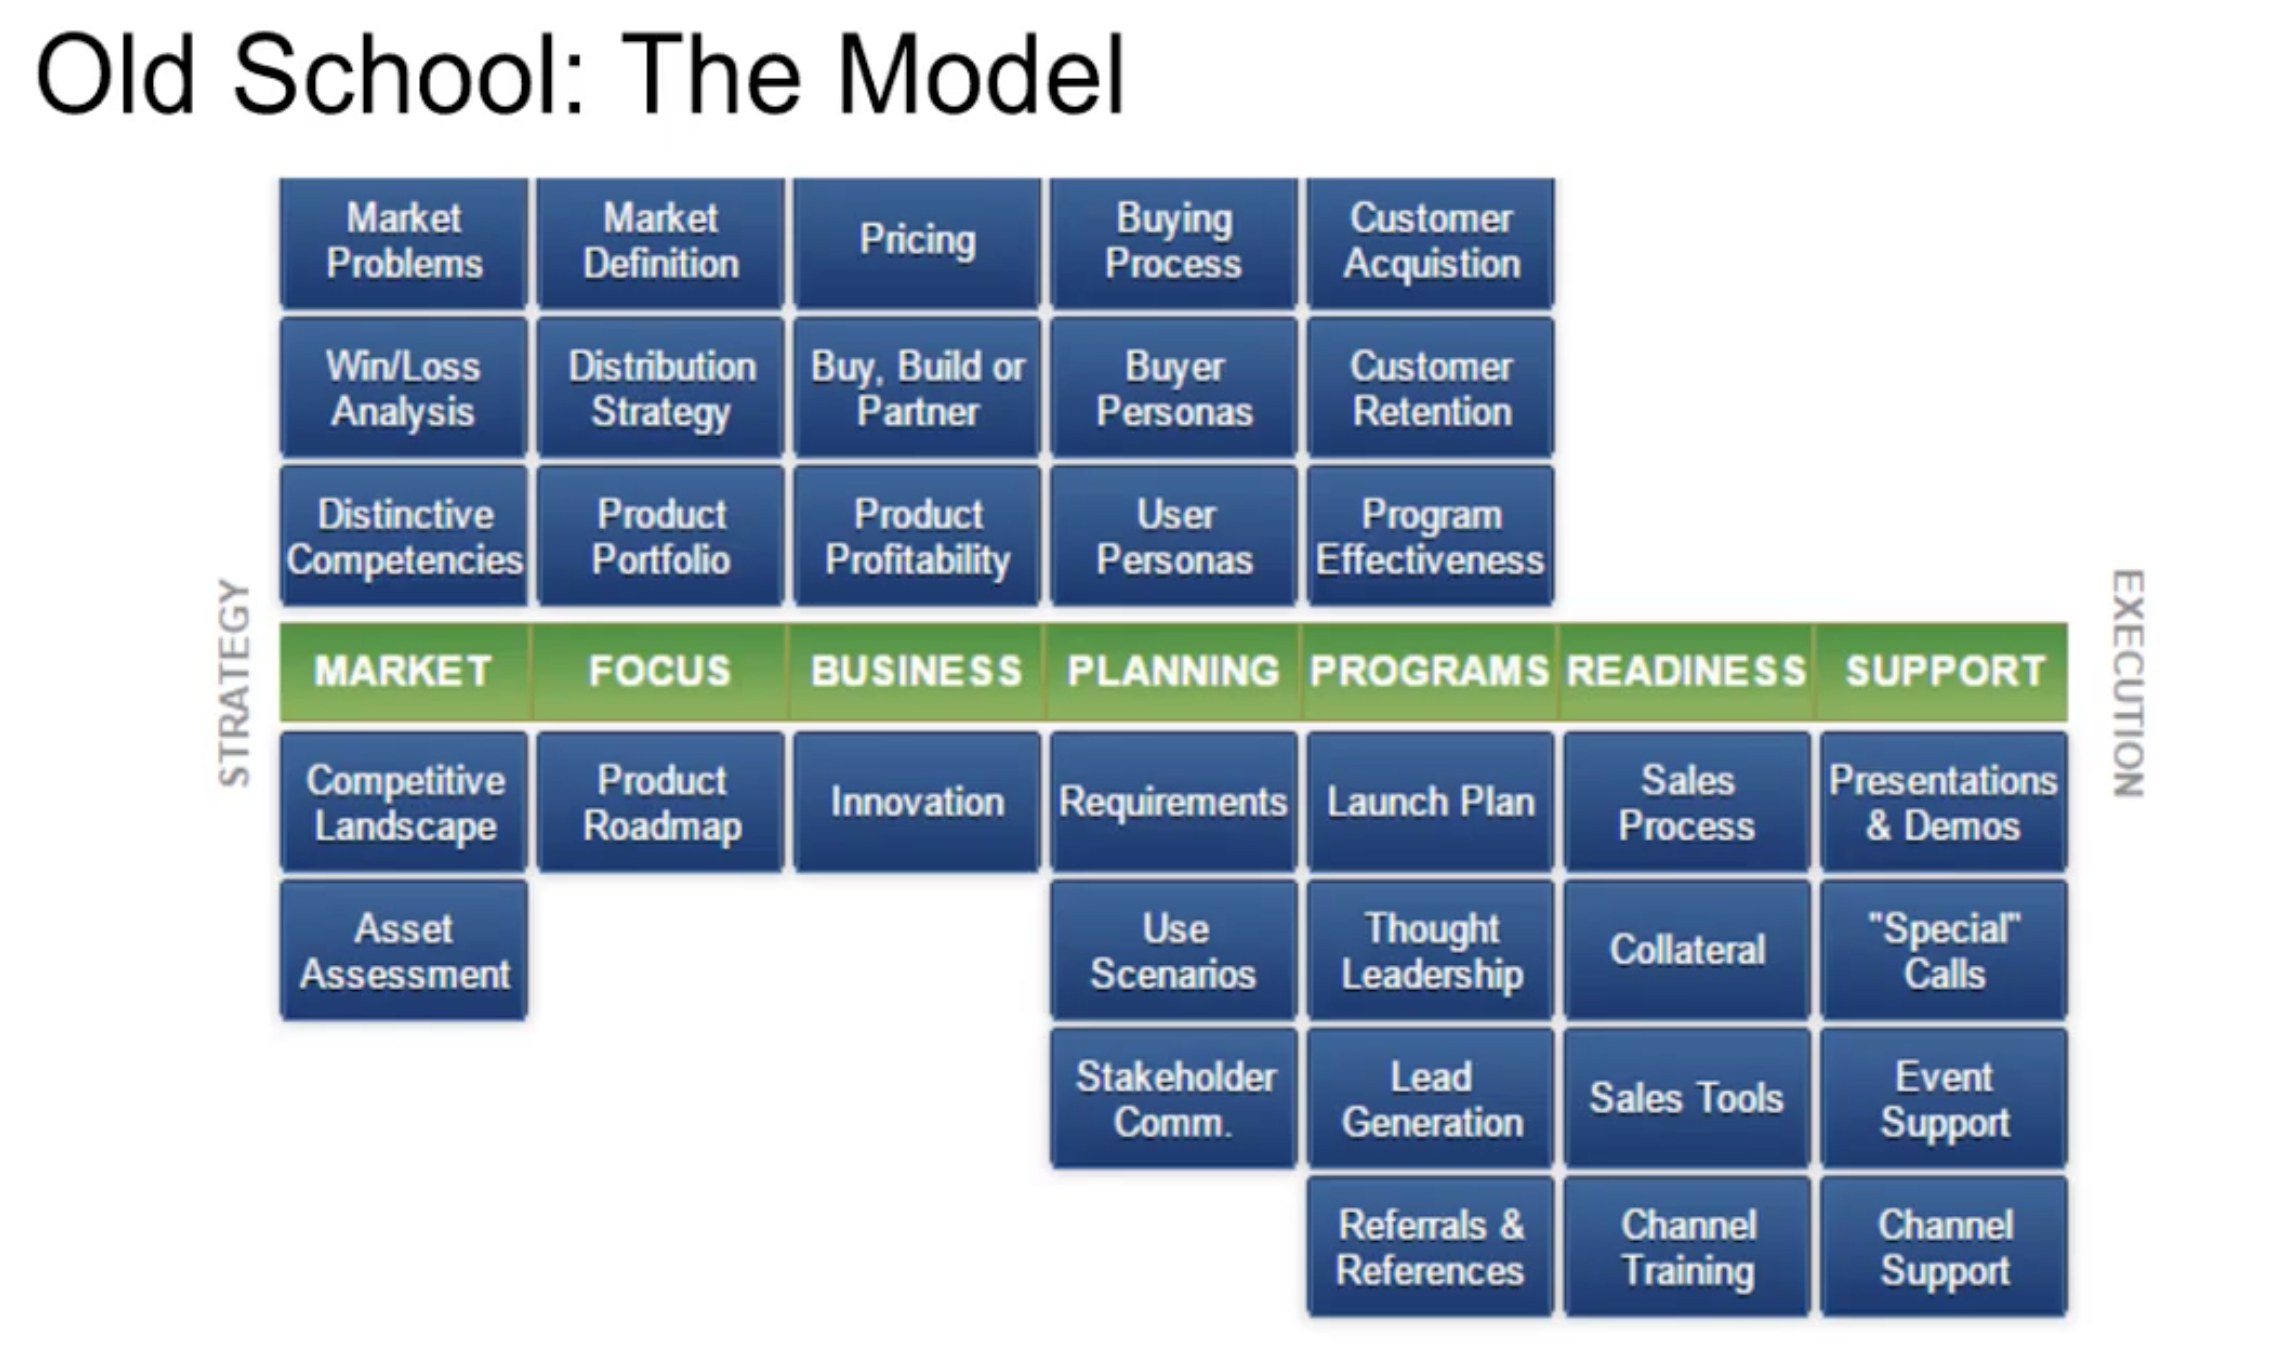 Old School: The Model
Market
Problems
Market
Definition
Pricing
Buying
Process
Customer
Acquistion
Win/Loss
Analysis
Distribution
Strategy
Buy, Build or
Partner
Buyer
Personas
Customer
Retention
Distinctive
Competencies
Product
Portfolio
Product
Profitability
User
Personas
Program
Effectiveness
STRATEGY
MARKET
FOCUS
BUSINESS
PLANNING
PROGRAMS
READINESS
SUPPORT
EXECUTION
Competitive
Landscape
Product
Roadmap
Innovation
Requirements
Launch Plan
Sales
Process
Presentations
& Demos
Asset
Assessment
Use
Scenarios
Thought
Leadership
Collateral
"Special"
Calls
Stakeholder
Comm.
Lead
Generation
Sales Tools
Event
Support
Referrals &
References
Channel
Training
Channel
Support